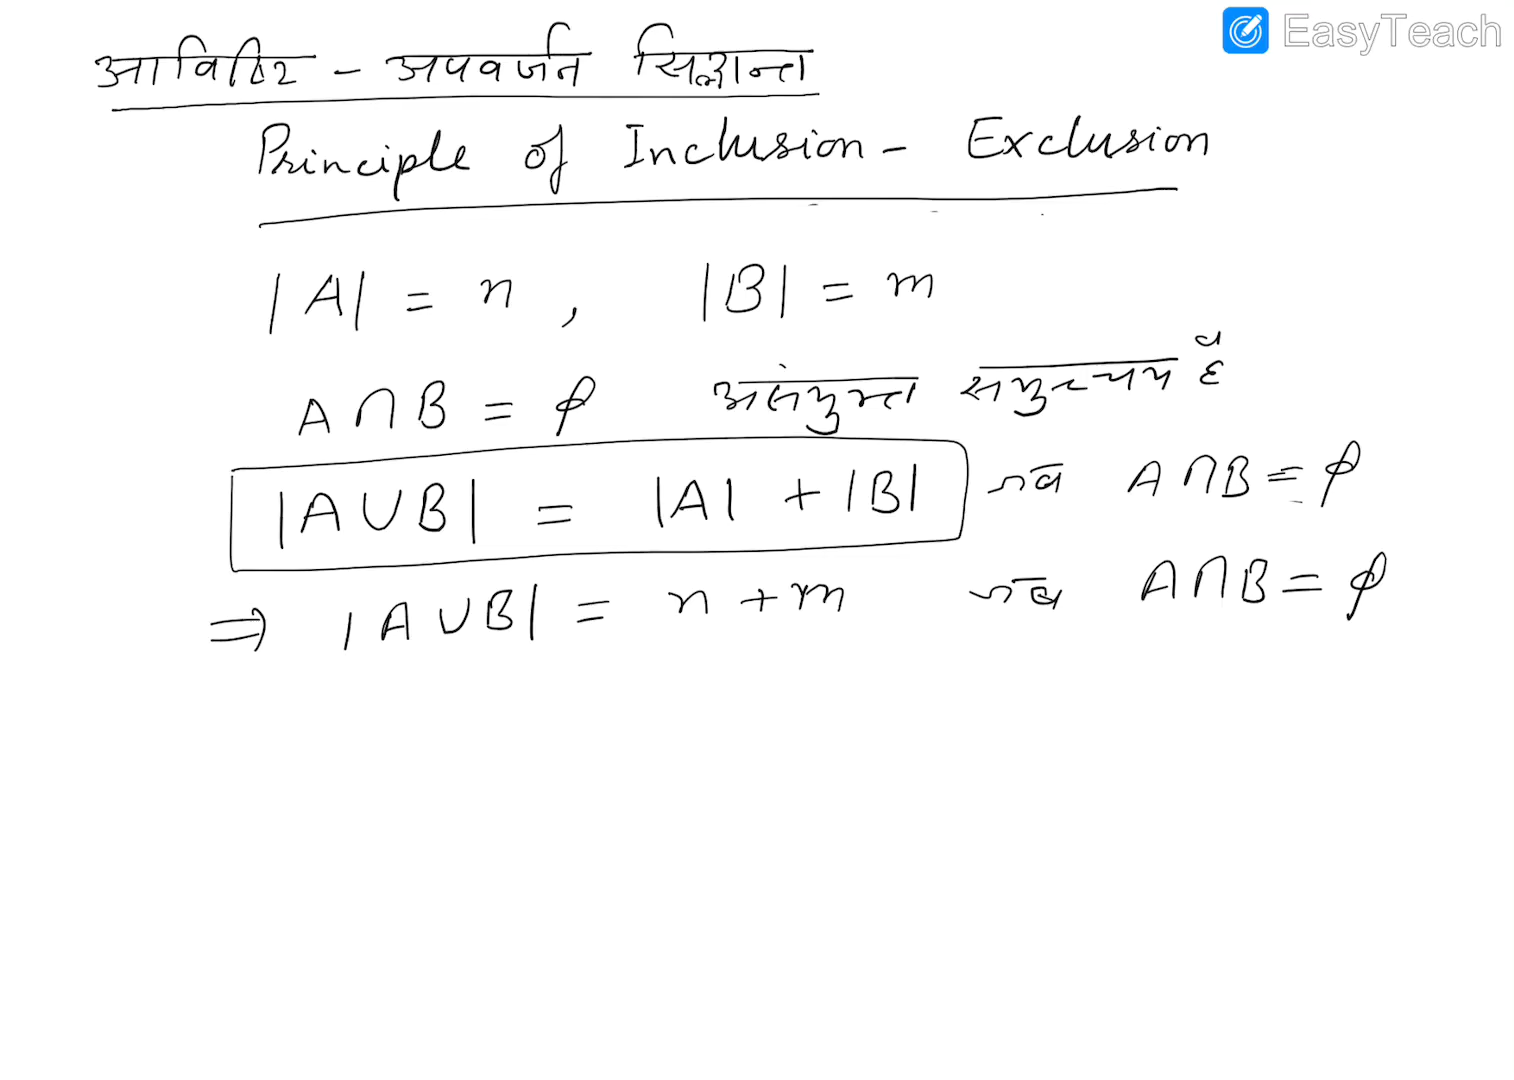 EasyTeach
आविष्टि - अपवर्जन सिद्धान्त
Principle of Inclusion - Exclusion
|A| = n , |B| = m
A ∩ B = φ असंयुक्त समुच्चय है
|A ∪ B| = |A| + |B| जब A ∩ B = φ
⇒ |A ∪ B| = n + m जब A ∩ B = φ